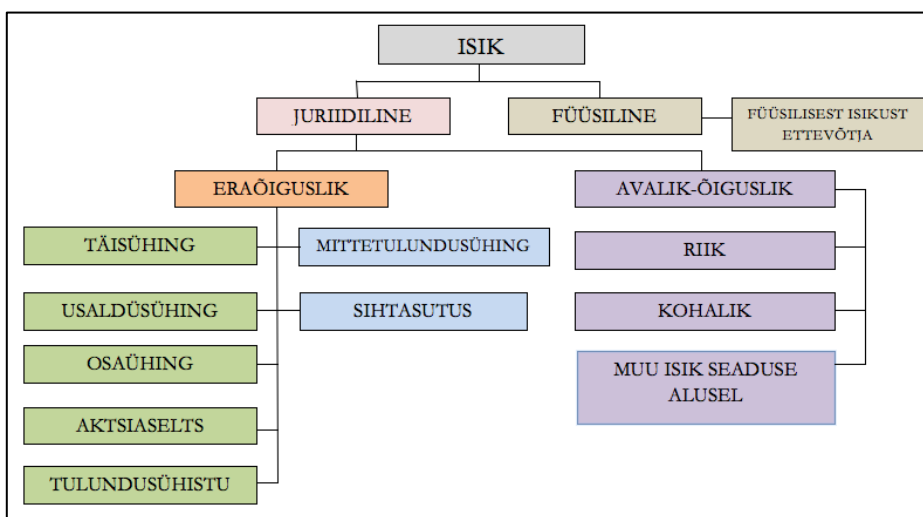 ISIK
JURIIDILINE
FÜÜSILINE
FÜÜSILISEST ISIKUST
ETTEVÕTJA
ERAÕIGUSLIK
AVALIK-ÕIGUSLIK
TÄISÜHING
MITTETULUNDUSÜHING
RIIK
USALDÜSÜHING
SIHTASUTUS
KOHALIK
OSAÜHING
MUU ISIK SEADUSE
ALUSEL
AKTSIASELTS
TULUNDUSÜHISTU